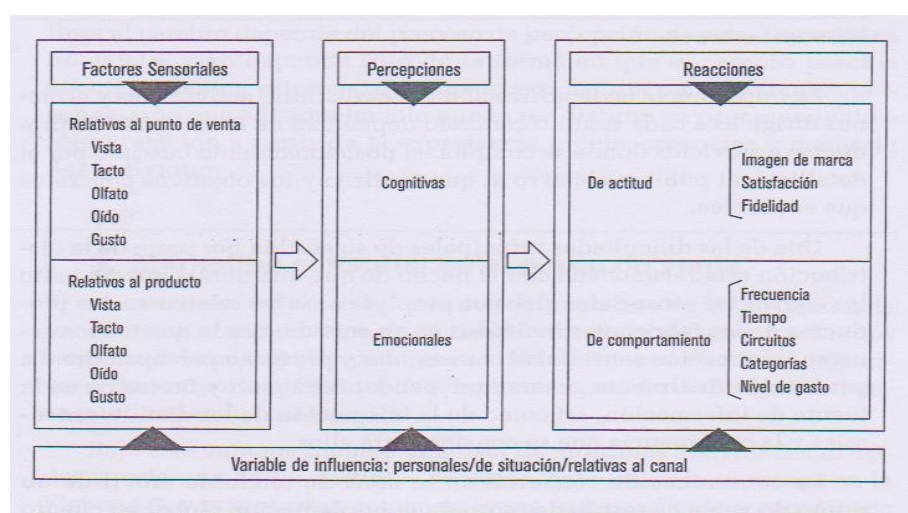 Factores Sensoriales
Relativos al punto de venta
Vista
Tacto
Olfato
Oído
Gusto
Relativos al producto
Vista
Tacto
Olfato
Oído
Gusto
Percepciones
Cognitivas
Emocionales
Reacciones
De actitud
Imagen de marca
Satisfacción
Fidelidad
De comportamiento
Frecuencia
Tiempo
Circuitos
Categorías
Nivel de gasto
Variable de influencia: personales/de situación/relativas al canal